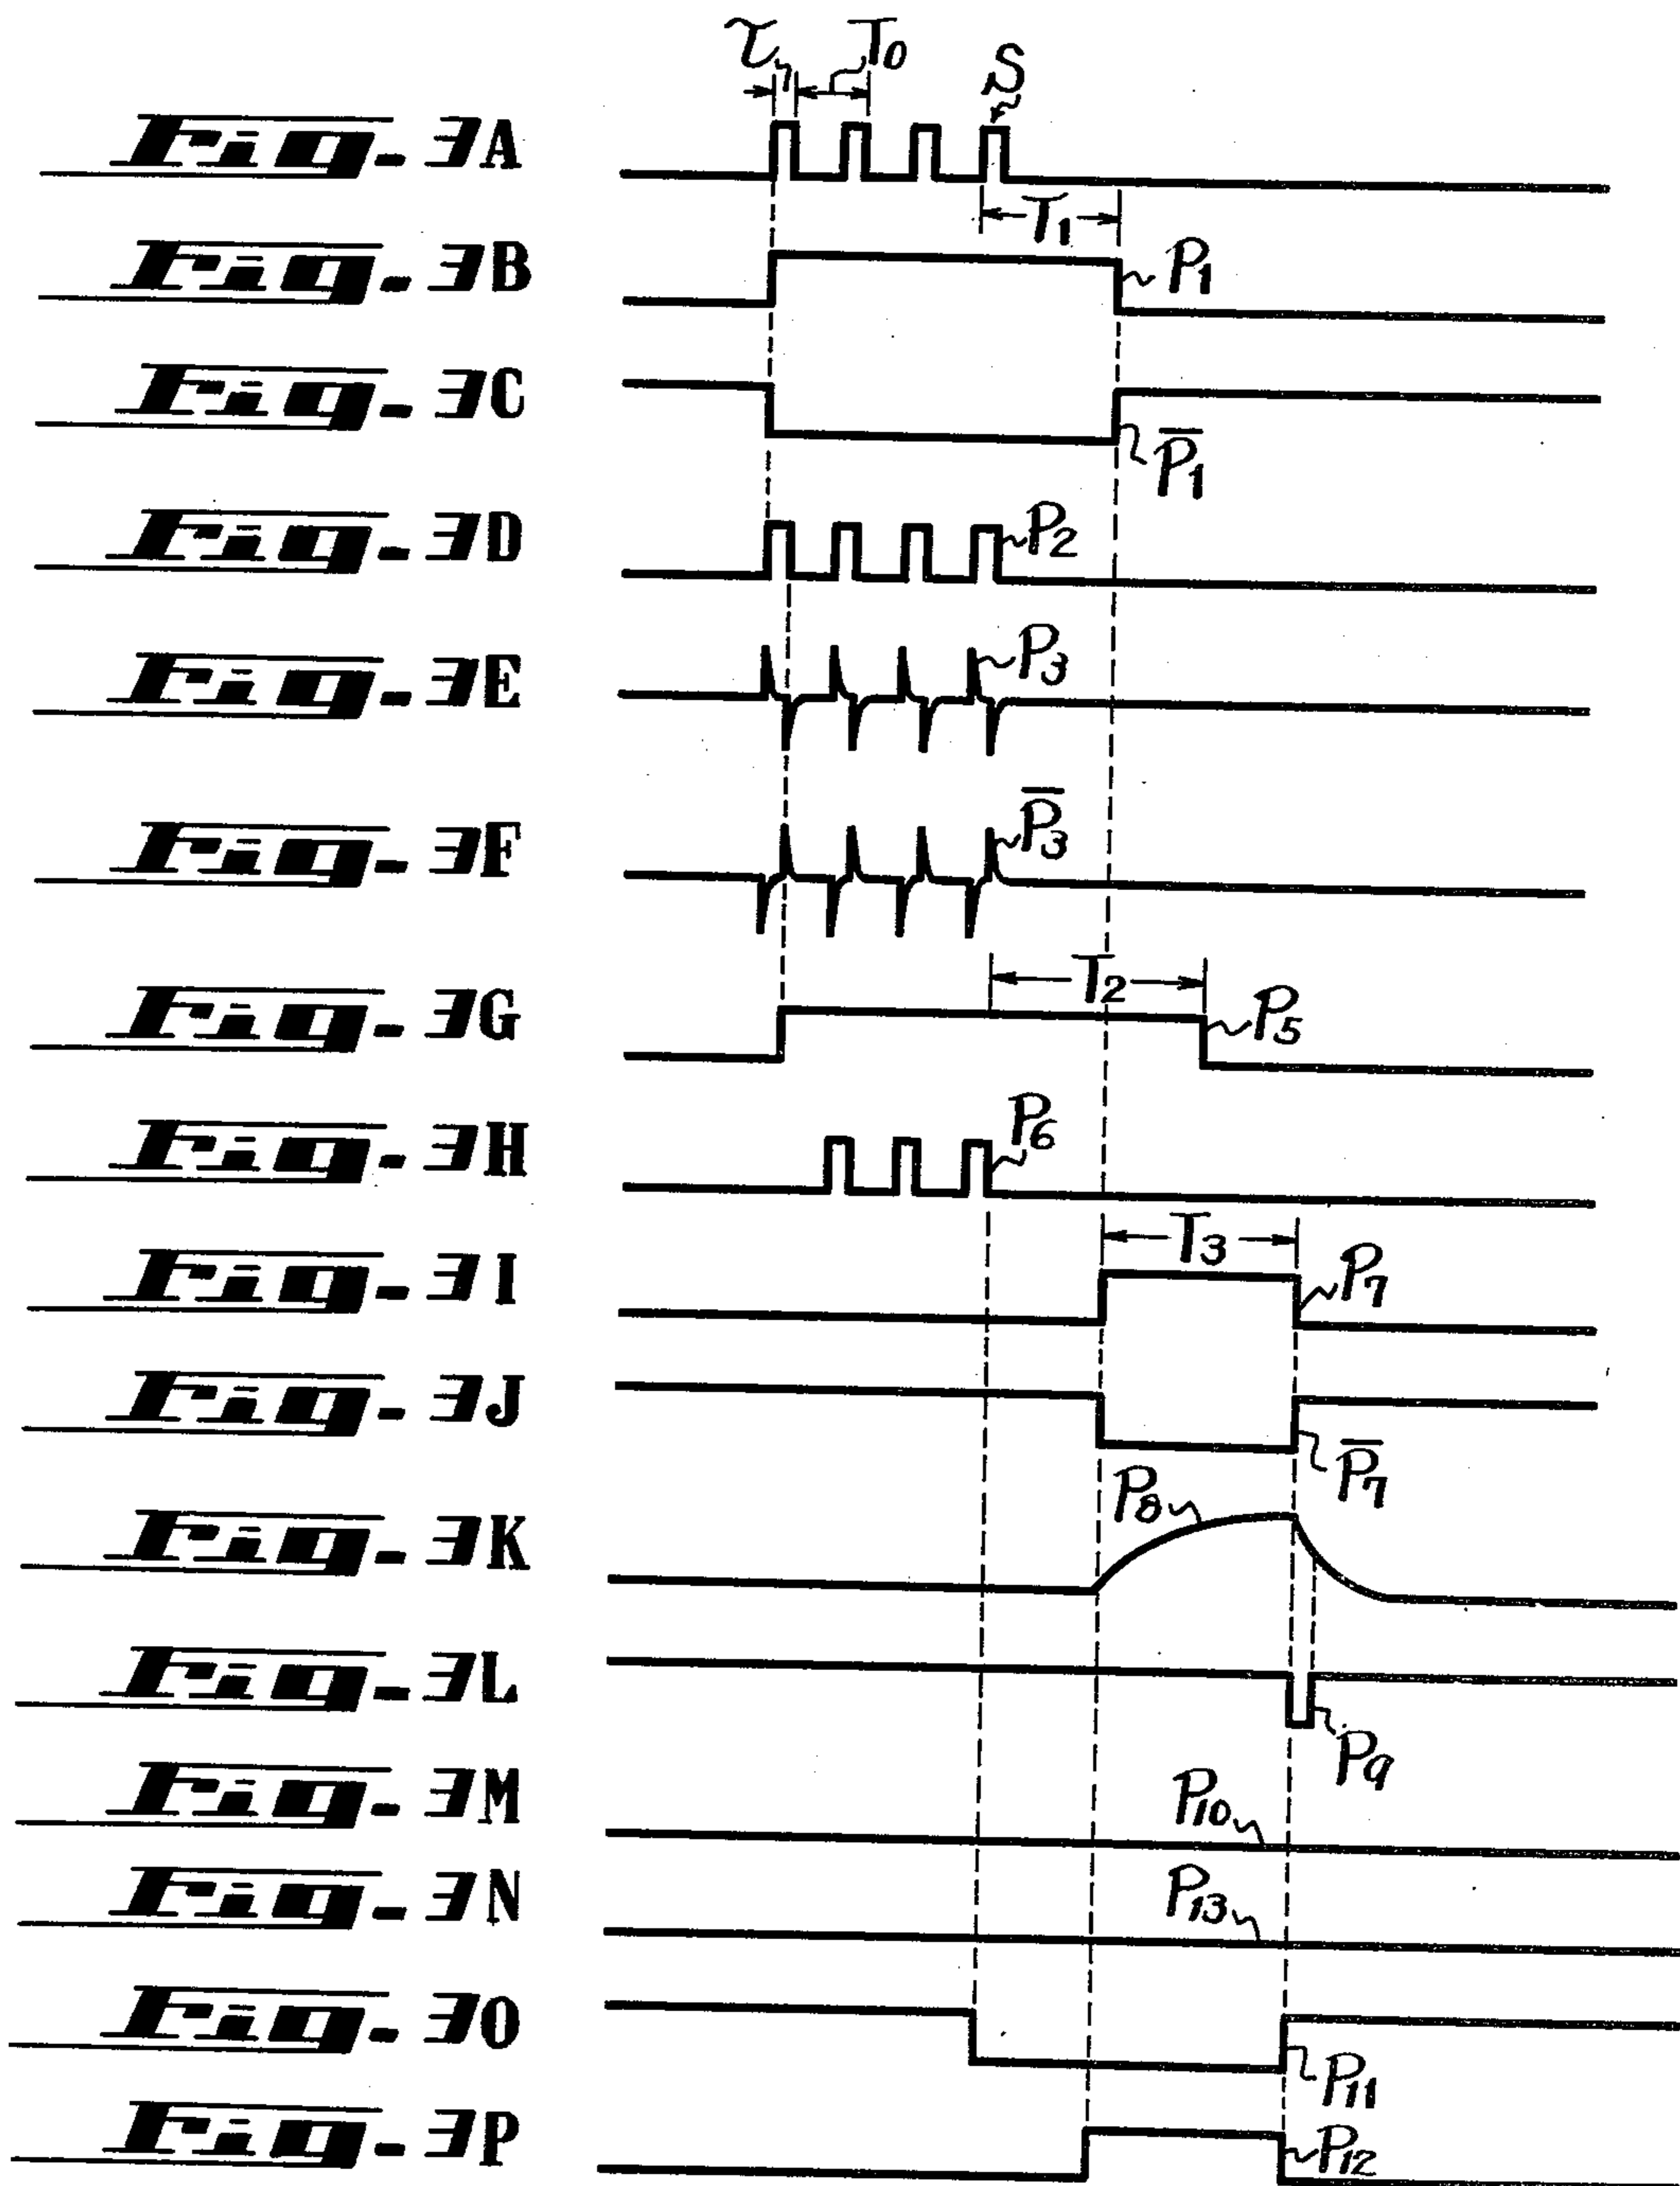 τ T0 S
Fig- 3A
T1
Fig- 3B P1
Fig- 3C P̅1
Fig- 3D P2
Fig- 3E P3
Fig- 3F P̅3
T2
Fig- 3G P5
Fig- 3H P6
T3
Fig- 3I P7
Fig- 3J P̅7
Fig- 3K P8
Fig- 3L P9
Fig- 3M P10
Fig- 3N P13
Fig- 3O P11
Fig- 3P P12